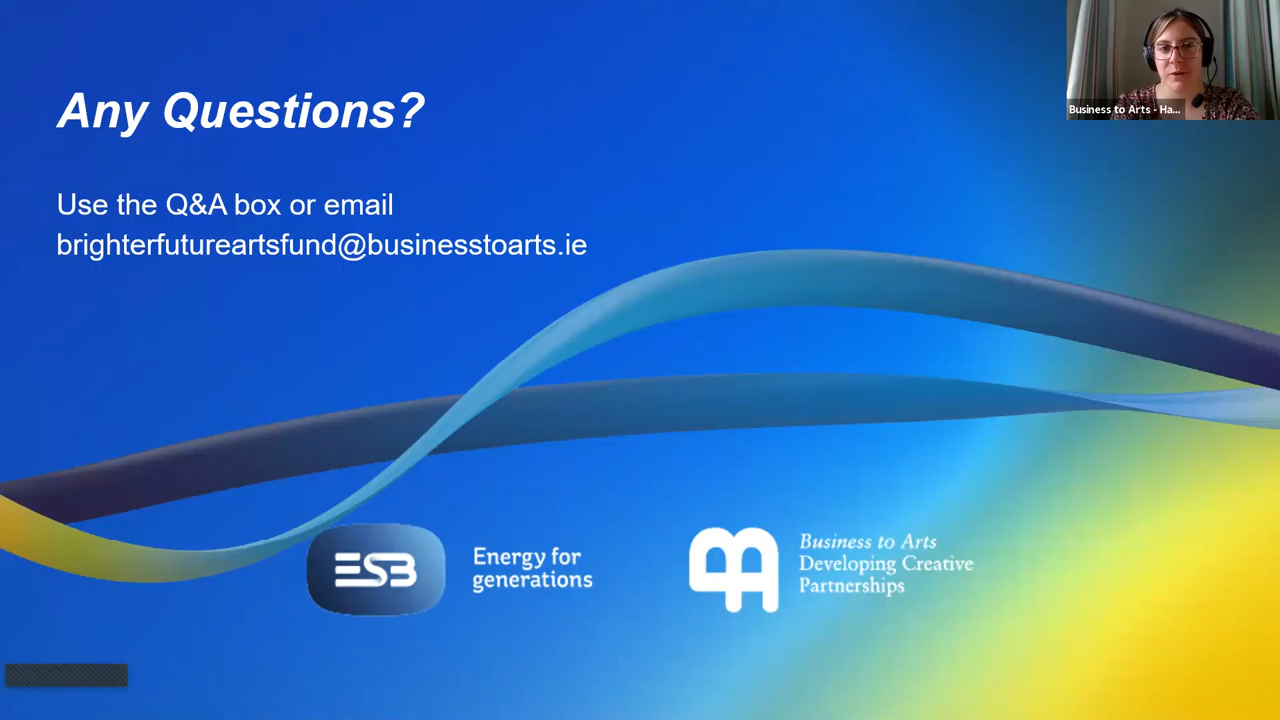 Any Questions?
Business to Arts - Ha...
Use the Q&A box or email
brighterfutureartsfund@businesstoarts.ie
ESB
Energy for
generations
Business to Arts
Developing Creative
Partnerships